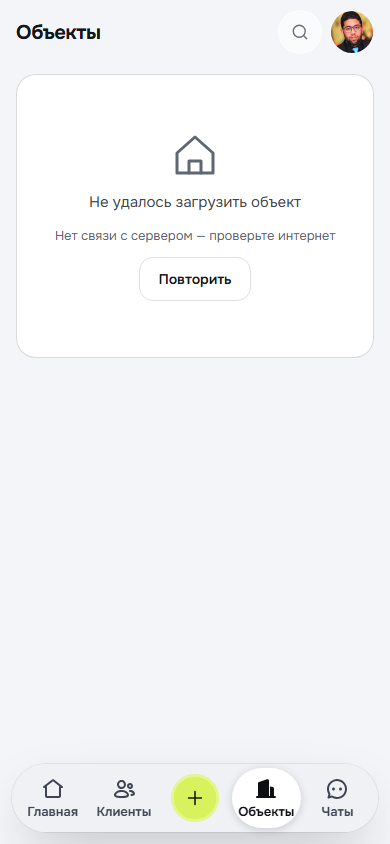 Объекты
Не удалось загрузить объект
Нет связи с сервером — проверьте интернет
Повторить
Главная
Клиенты
Объекты
Чаты